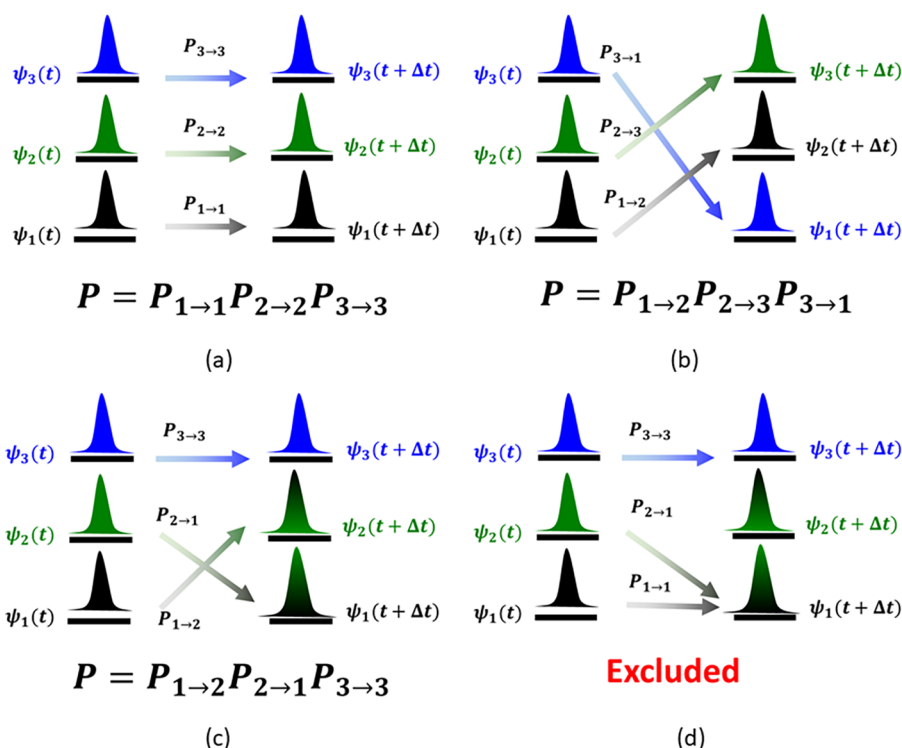 P₃→₃
ψ₃(t) ψ₃(t + Δt)
P₂→₂
ψ₂(t) ψ₂(t + Δt)
P₁→₁
ψ₁(t) ψ₁(t + Δt)
P = P₁→₁P₂→₂P₃→₃
(a)
P₃→₁
ψ₃(t) ψ₃(t + Δt)
P₂→₃
ψ₂(t) ψ₂(t + Δt)
P₁→₂
ψ₁(t) ψ₁(t + Δt)
P = P₁→₂P₂→₃P₃→₁
(b)
P₃→₃
ψ₃(t) ψ₃(t + Δt)
P₂→₁
ψ₂(t) ψ₂(t + Δt)
ψ₁(t) P₁→₂ ψ₁(t + Δt)
P = P₁→₂P₂→₁P₃→₃
(c)
P₃→₃
ψ₃(t) ψ₃(t + Δt)
P₂→₁
ψ₂(t) ψ₂(t + Δt)
P₁→₁
ψ₁(t) ψ₁(t + Δt)
Excluded
(d)